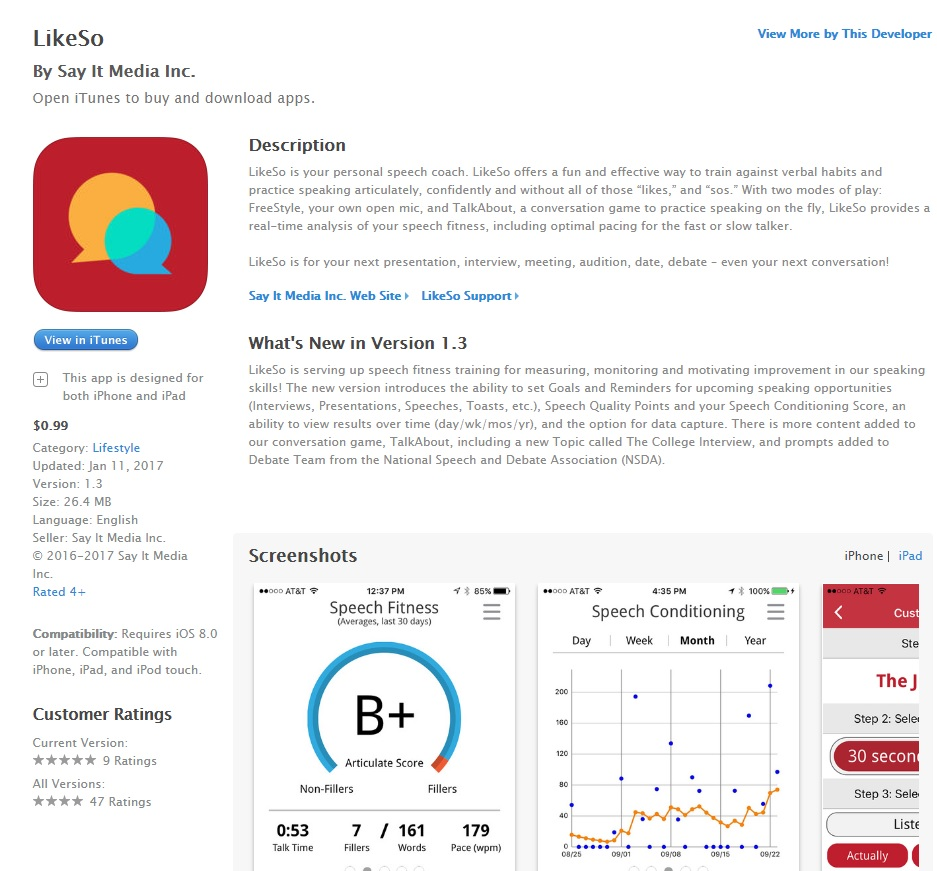 LikeSo
View More by This Developer
By Say It Media Inc.
Open iTunes to buy and download apps.
View in iTunes
This app is designed for
both iPhone and iPad
$0.99
Category: Lifestyle
Updated: Jan 11, 2017
Version: 1.3
Size: 26.4 MB
Language: English
Seller: Say It Media Inc.
© 2016-2017 Say It Media
Inc.
Rated 4+
Compatibility: Requires iOS 8.0
or later. Compatible with
iPhone, iPad, and iPod touch.
Customer Ratings
Current Version:
★★★★★ 9 Ratings
All Versions:
★★★★ 47 Ratings
Description
LikeSo is your personal speech coach. LikeSo offers a fun and effective way to train against verbal habits and
practice speaking articulately, confidently and without all of those “likes,” and “sos.” With two modes of play:
FreeStyle, your own open mic, and TalkAbout, a conversation game to practice speaking on the fly, LikeSo provides a
real-time analysis of your speech fitness, including optimal pacing for the fast or slow talker.
LikeSo is for your next presentation, interview, meeting, audition, date, debate – even your next conversation!
Say It Media Inc. Web Site LikeSo Support
What's New in Version 1.3
LikeSo is serving up speech fitness training for measuring, monitoring and motivating improvement in our speaking
skills! The new version introduces the ability to set Goals and Reminders for upcoming speaking opportunities
(Interviews, Presentations, Speeches, Toasts, etc.), Speech Quality Points and your Speech Conditioning Score, an
ability to view results over time (day/wk/mos/yr), and the option for data capture. There is more content added to
our conversation game, TalkAbout, including a new Topic called The College Interview, and prompts added to
Debate Team from the National Speech and Debate Association (NSDA).
Screenshots
iPhone | iPad
AT&T 12:37 PM 85%
Speech Fitness
(Averages, last 30 days)
B+
Articulate Score
Non-Fillers Fillers
0:53 7 / 161 179
Talk Time Fillers Words Pace (wpm)
AT&T 4:35 PM 100%
Speech Conditioning
Day Week Month Year
200
160
120
80
40
0
08/25 09/01 09/08 09/15 09/22
AT&T
Cust
Ste
The J
Step 2: Selec
30 secon
Step 3: Selec
Liste
Actually